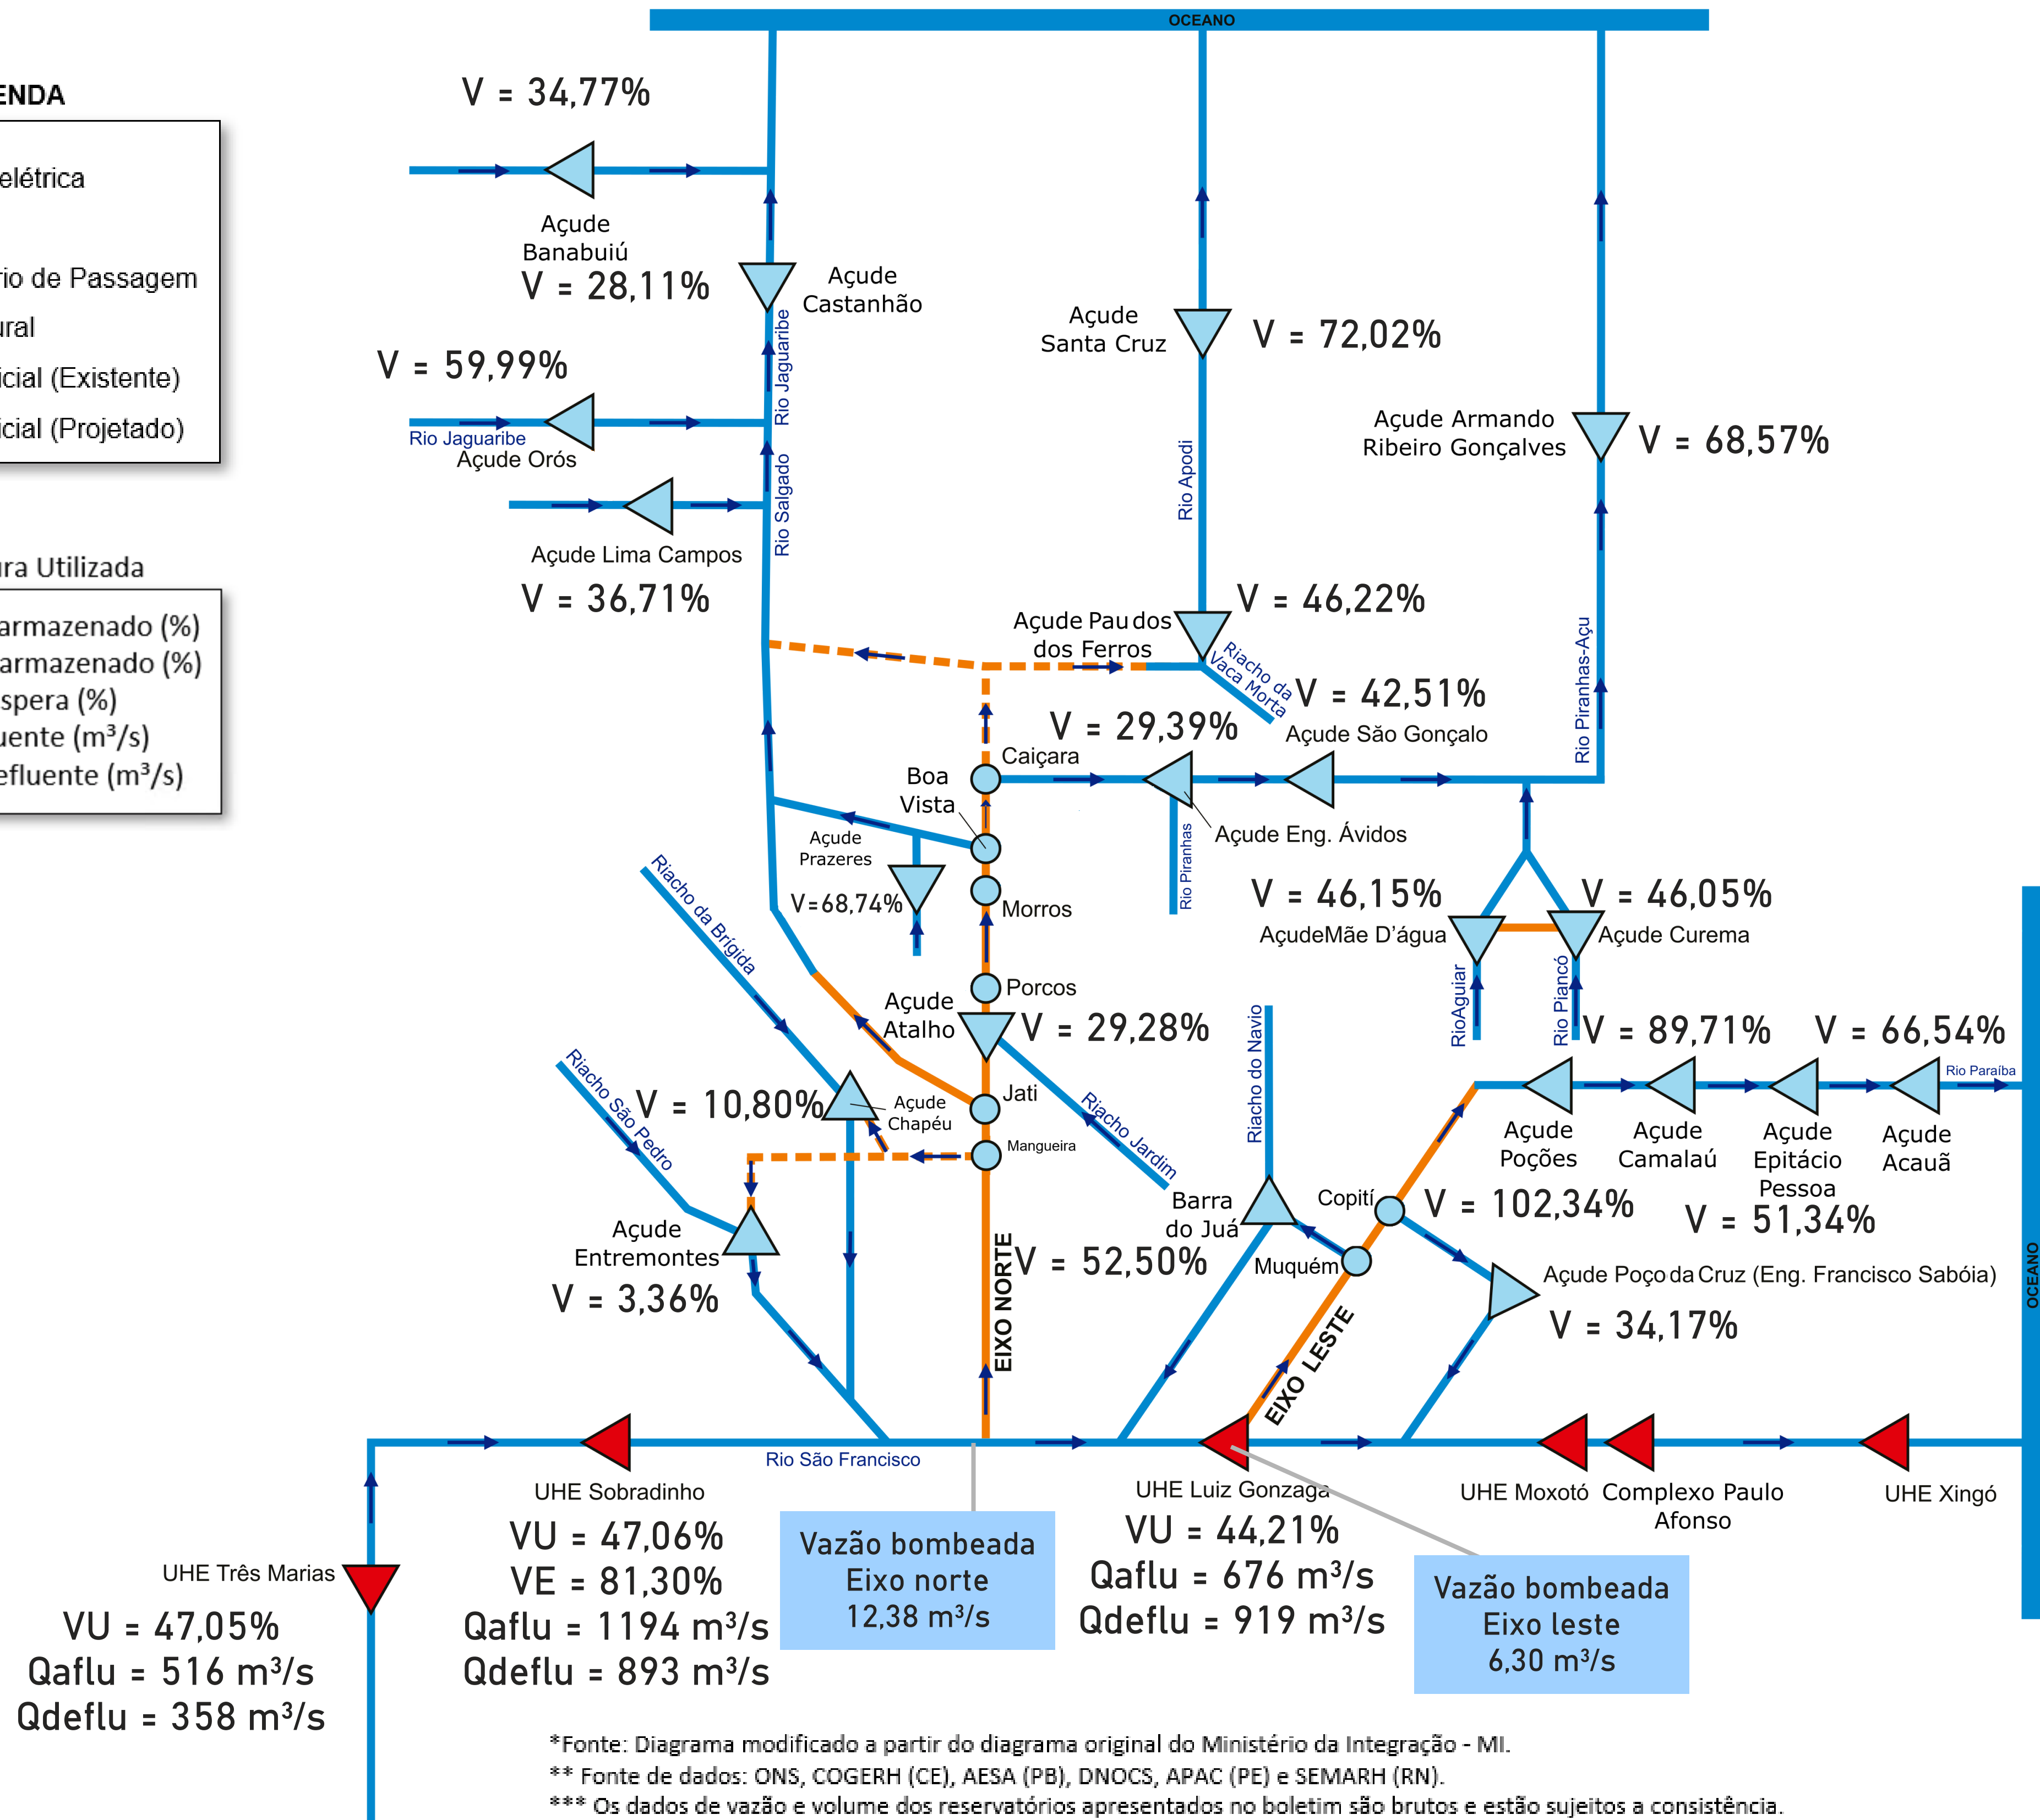 OCEANO
ENDA
elétrica
rio de Passagem
ural
icial (Existente)
icial (Projetado)
ura Utilizada
armazenado (%)
armazenado (%)
spera (%)
uente (m³/s)
efluente (m³/s)
V = 34,77%
Açude
Banabuiú
V = 28,11%
Açude
Castanhão
Rio Jaguaribe
V = 59,99%
Rio Jaguaribe
Açude Orós
Rio Salgado
Açude Lima Campos
V = 36,71%
Açude
Santa Cruz
V = 72,02%
Rio Apodi
Açude Armando
Ribeiro Gonçalves
V = 68,57%
Açude Pau dos
dos Ferros
V = 46,22%
Riacho da
Vaca Morta
V = 42,51%
Açude São Gonçalo
V = 29,39%
Rio Piranhas-Açu
Caiçara
Boa
Vista
Açude Eng. Ávidos
Rio Piranhas
Açude
Prazeres
V=68,74%
Morros
Porcos
Riacho da Brígida
V = 46,15%
AçudeMãe D'água
V = 46,05%
Açude Curema
RioAguiar
Rio Piancó
Açude
Atalho
V = 29,28%
Riacho Jardim
Jati
Mangueira
Riacho São Pedro
V = 10,80%
Açude
Chapéu
Açude
Entremontes
V = 3,36%
EIXO NORTE
V = 52,50%
Riacho do Navio
Barra
do Juá
Muquém
Copití
EIXO LESTE
V = 89,71%
V = 66,54%
Rio Paraíba
Açude
Poções
Açude
Camalaú
Açude
Epitácio
Pessoa
Açude
Acauã
V = 102,34%
V = 51,34%
Açude Poço da Cruz (Eng. Francisco Sabóia)
V = 34,17%
OCEANO
Rio São Francisco
UHE Sobradinho
VU = 47,06%
VE = 81,30%
Qaflu = 1194 m³/s
Qdeflu = 893 m³/s
UHE Três Marias
VU = 47,05%
Qaflu = 516 m³/s
Qdeflu = 358 m³/s
Vazão bombeada
Eixo norte
12,38 m³/s
UHE Luiz Gonzaga
VU = 44,21%
Qaflu = 676 m³/s
Qdeflu = 919 m³/s
Vazão bombeada
Eixo leste
6,30 m³/s
UHE Moxotó
Complexo Paulo
Afonso
UHE Xingó
*Fonte: Diagrama modificado a partir do diagrama original do Ministério da Integração - MI.
** Fonte de dados: ONS, COGERH (CE), AESA (PB), DNOCS, APAC (PE) e SEMARH (RN).
*** Os dados de vazão e volume dos reservatórios apresentados no boletim são brutos e estão sujeitos a consistência.